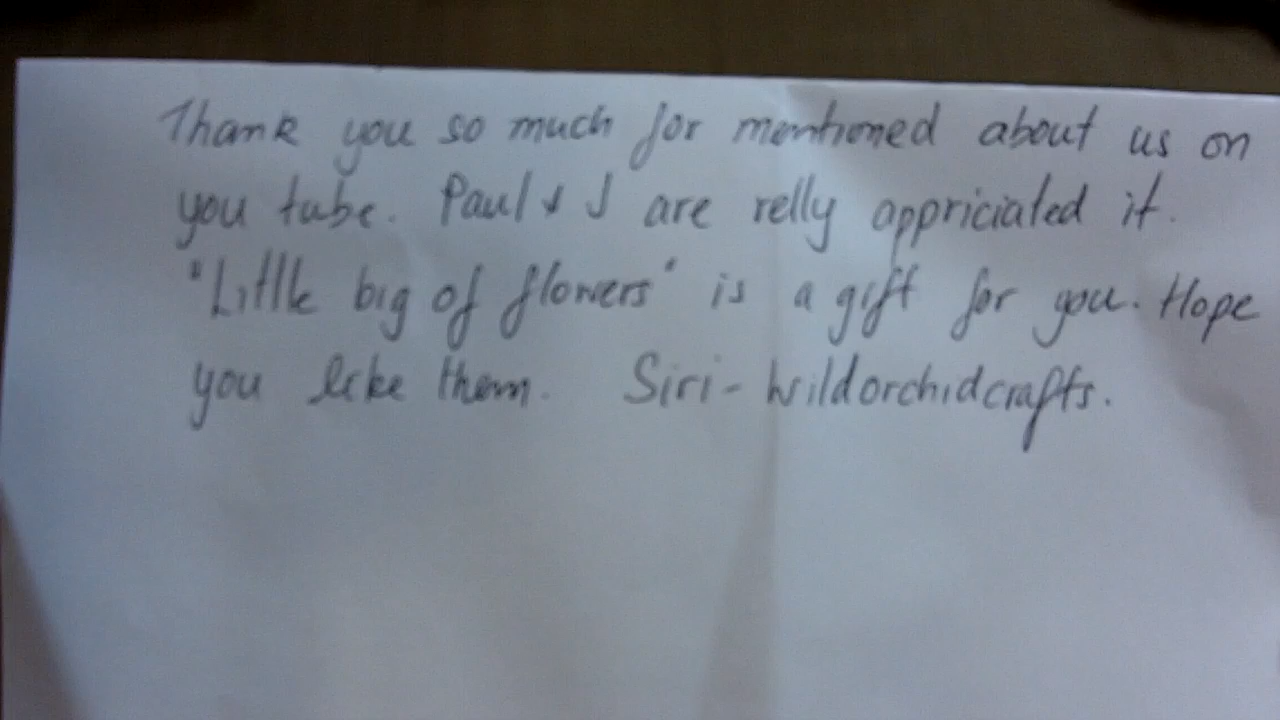 Thank you so much for mentioned about us on
you tube. Paul & I are relly appriciated it.
"Little big of flowers" is a gift for you. Hope
you like them. Siri - Wildorchidcrafts.